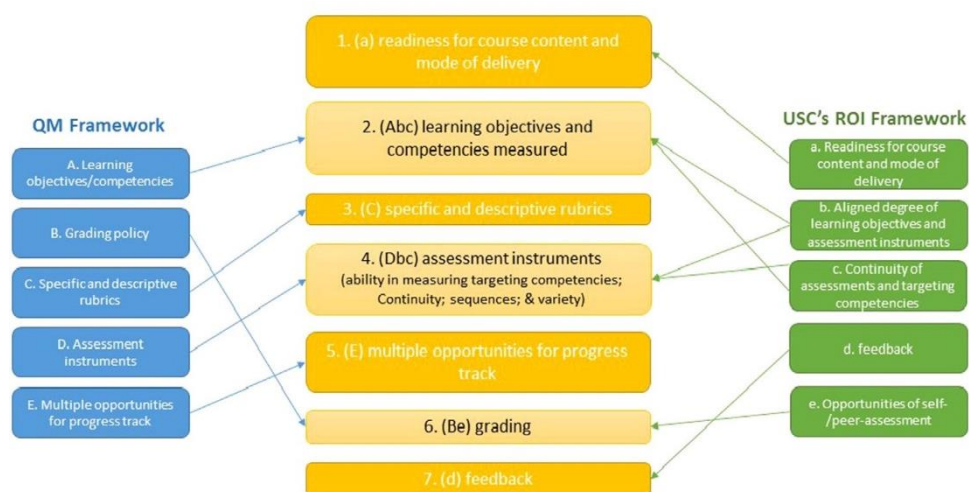 QM Framework
A. Learning
objectives/competencies
B. Grading policy
C. Specific and descriptive
rubrics
D. Assessment
instruments
E. Multiple opportunities
for progress track
1. (a) readiness for course content and
mode of delivery
2. (Abc) learning objectives and
competencies measured
3. (C) specific and descriptive rubrics
4. (Dbc) assessment instruments
(ability in measuring targeting competencies;
Continuity; sequences; & variety)
5. (E) multiple opportunities for progress
track
6. (Be) grading
7. (d) feedback
USC's ROI Framework
a. Readiness for course
content and mode of
delivery
b. Aligned degree of
learning objectives and
assessment instruments
c. Continuity of
assessments and targeting
competencies
d. feedback
e. Opportunities of self-
/peer-assessment